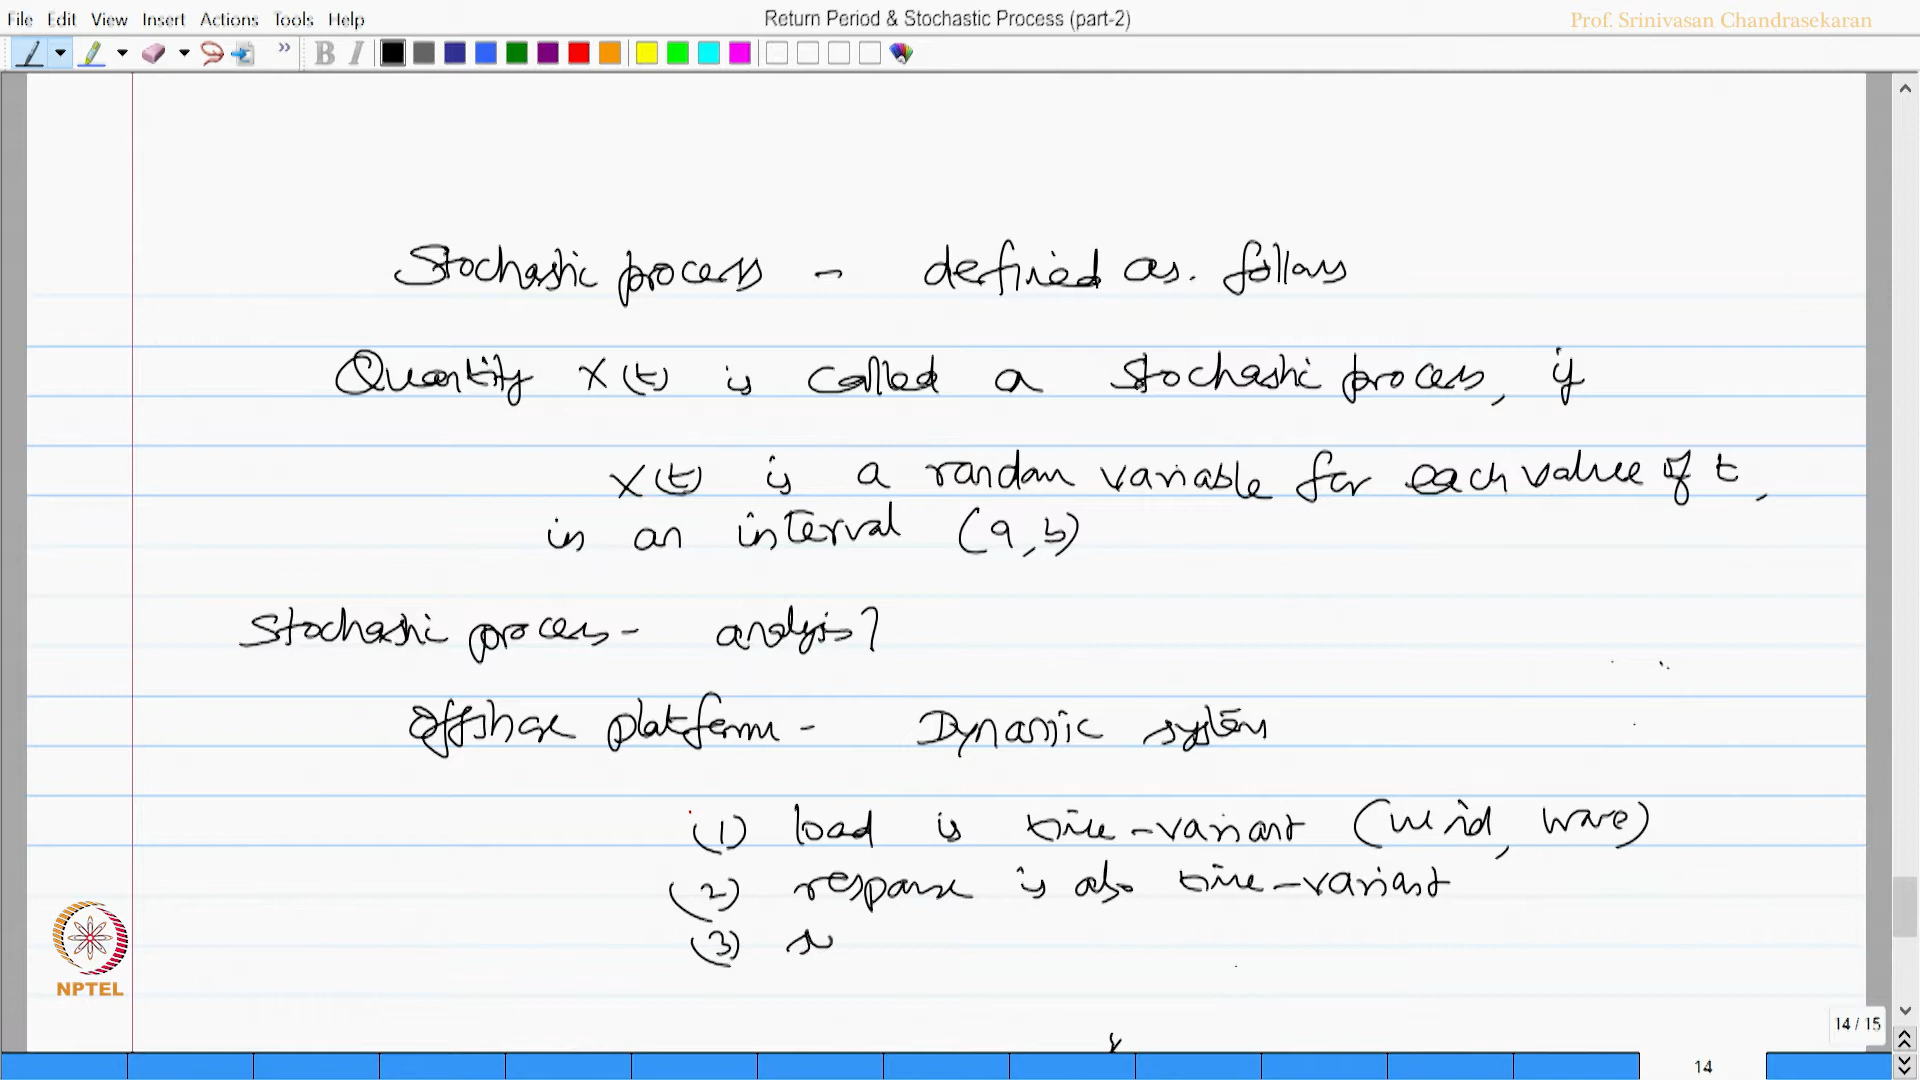 File Edit View Insert Actions Tools Help
Return Period & Stochastic Process (part-2)
Prof. Srinivasan Chandrasekaran
B I
Stochastic process - defined as. follows
Quantity X(t) is called a stochastic process, if
X(t) is a random variable for each value of t,
in an interval (a,b)
Stochastic process - analysis?
Offshore platform - Dynamic system
(1) load is time-variant (wind, wave)
(2) response is also time-variant
(3)
NPTEL
14 / 15
14